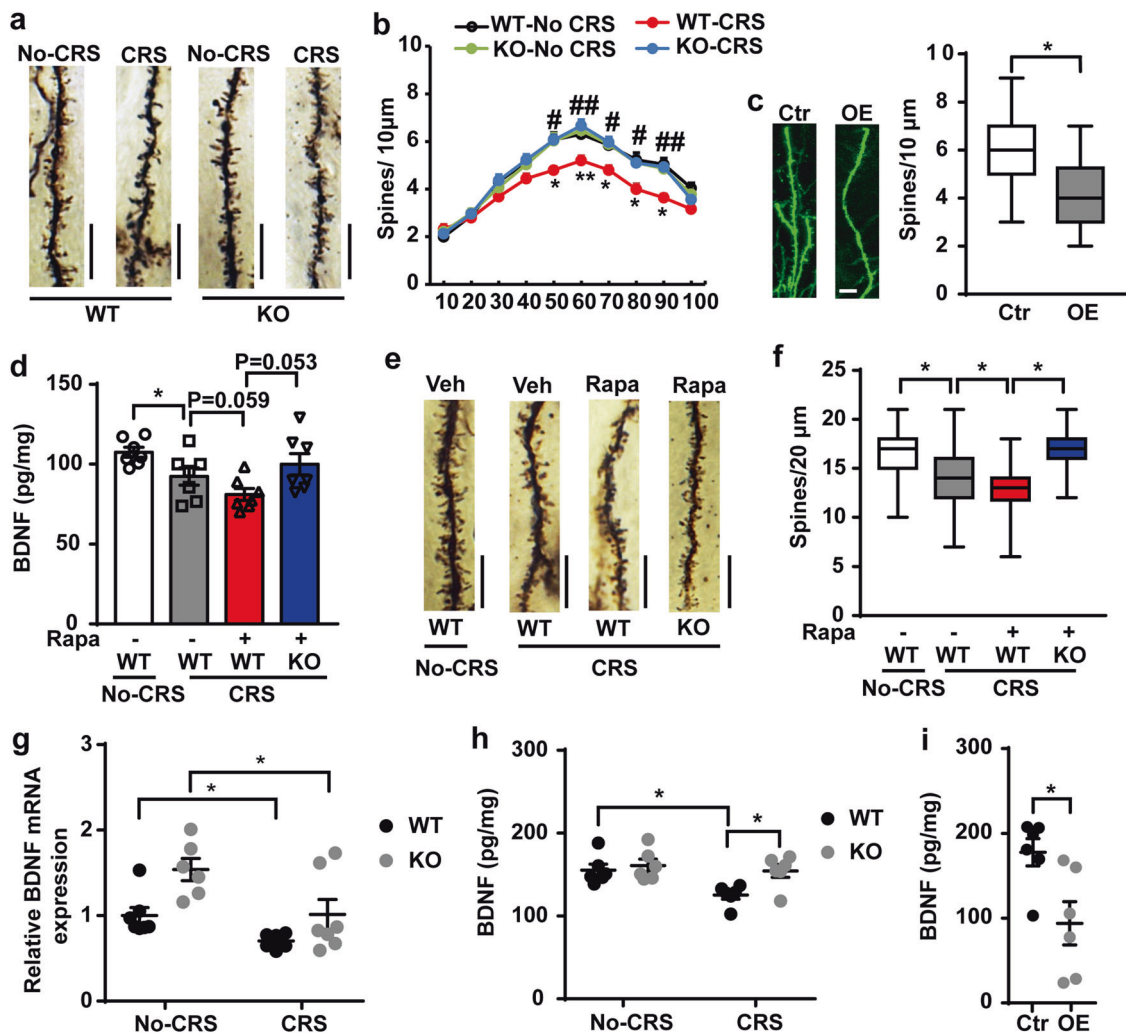 a
No-CRS CRS No-CRS CRS
WT KO
b
WT-No CRS WT-CRS
KO-No CRS KO-CRS
Spines/ 10µm
10
8
6
4
2
0
# ## # # ##
* ** * * *
10 20 30 40 50 60 70 80 90 100
c
Ctr OE
Spines/10 µm
10
8
6
4
2
0
*
Ctr OE
d
BDNF (pg/mg)
150
100
50
0
*
P=0.059
P=0.053
Rapa - - + +
WT WT WT KO
No-CRS CRS
e
Veh Veh Rapa Rapa
WT WT WT KO
No-CRS CRS
f
Spines/20 µm
25
20
15
10
5
0
* * *
Rapa - - + +
WT WT WT KO
No-CRS CRS
g
Relative BDNF mRNA
expression
3
2
1
0
*
*
No-CRS CRS
WT
KO
h
BDNF (pg/mg)
300
200
100
0
*
*
No-CRS CRS
WT
KO
i
BDNF (pg/mg)
300
200
100
0
*
Ctr OE